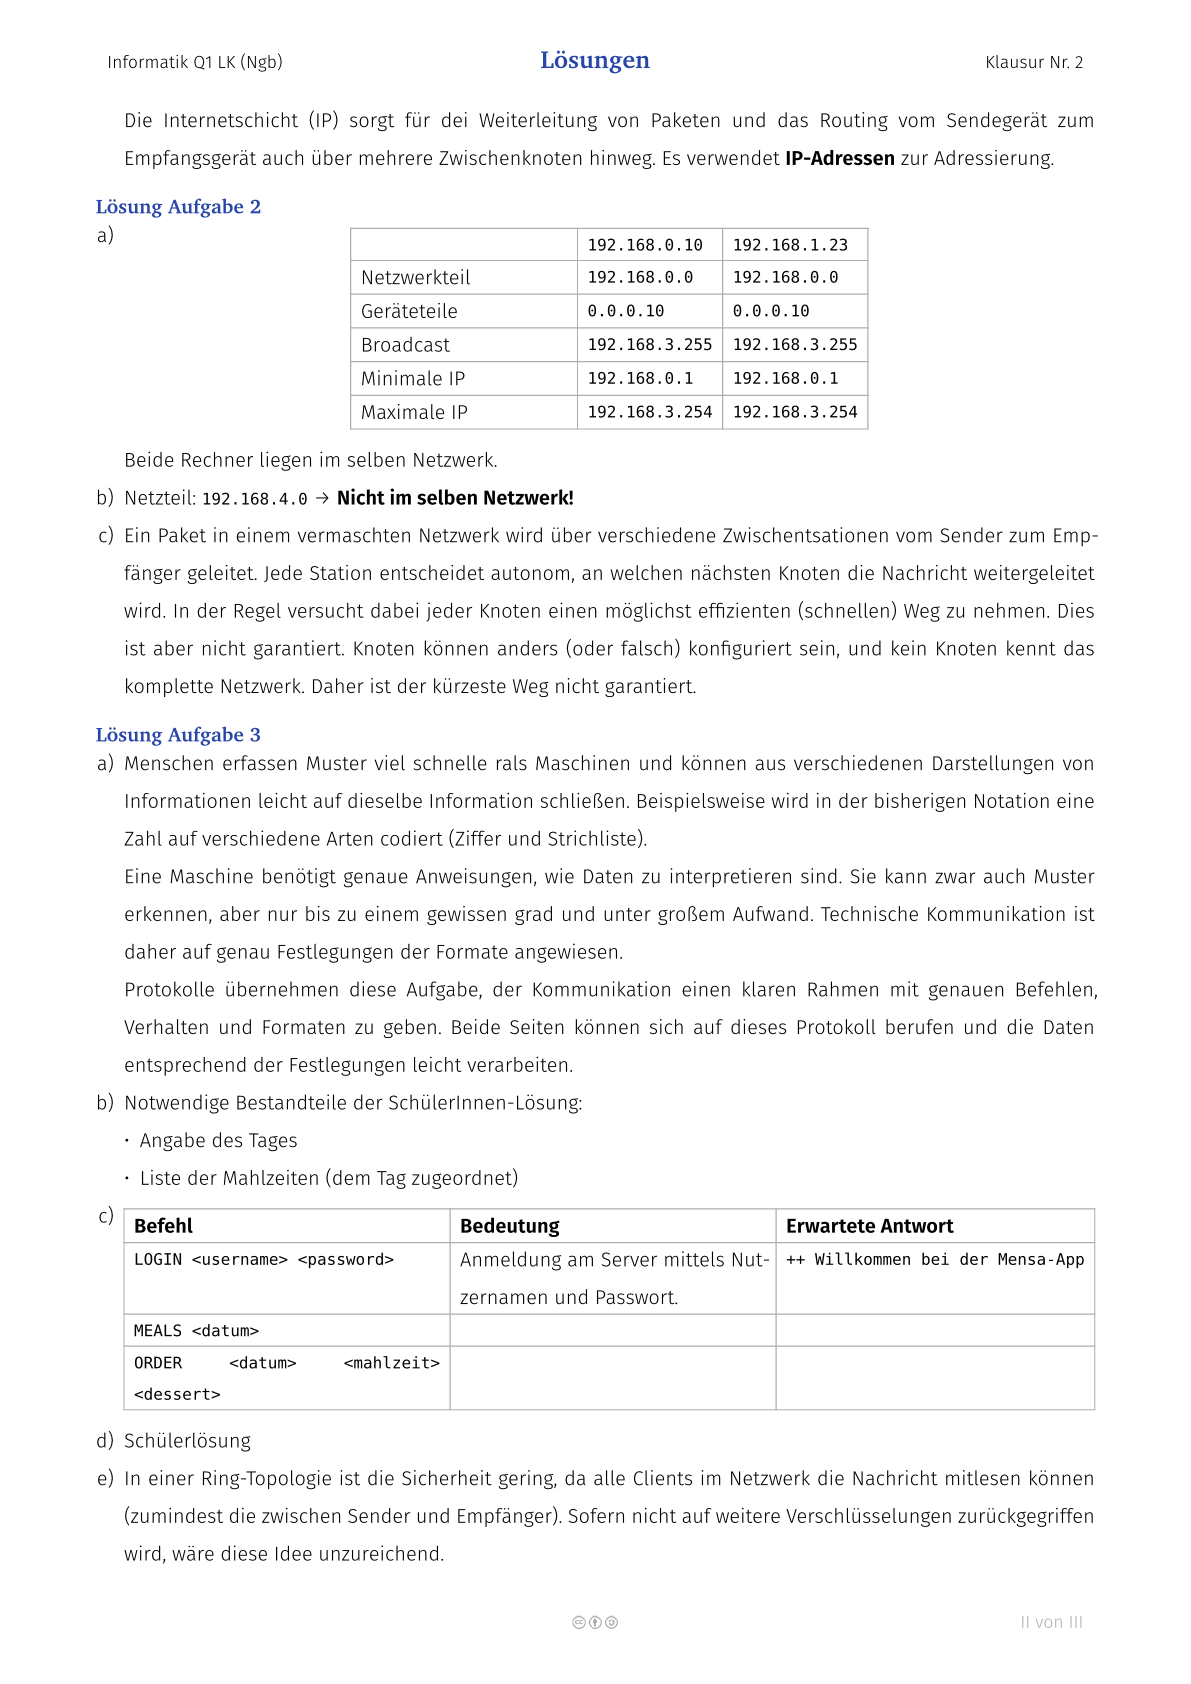 Informatik Q1 LK (Ngb) Lösungen Klausur Nr. 2
Die Internetschicht (IP) sorgt für dei Weiterleitung von Paketen und das Routing vom Sendegerät zum
Empfangsgerät auch über mehrere Zwischenknoten hinweg. Es verwendet IP-Adressen zur Adressierung.
Lösung Aufgabe 2
a)
192.168.0.10 192.168.1.23
Netzwerkteil 192.168.0.0 192.168.0.0
Geräteteile 0.0.0.10 0.0.0.10
Broadcast 192.168.3.255 192.168.3.255
Minimale IP 192.168.0.1 192.168.0.1
Maximale IP 192.168.3.254 192.168.3.254
Beide Rechner liegen im selben Netzwerk.
b) Netzteil: 192.168.4.0 → Nicht im selben Netzwerk!
c) Ein Paket in einem vermaschten Netzwerk wird über verschiedene Zwischentsationen vom Sender zum Emp-
fänger geleitet. Jede Station entscheidet autonom, an welchen nächsten Knoten die Nachricht weitergeleitet
wird. In der Regel versucht dabei jeder Knoten einen möglichst effizienten (schnellen) Weg zu nehmen. Dies
ist aber nicht garantiert. Knoten können anders (oder falsch) konfiguriert sein, und kein Knoten kennt das
komplette Netzwerk. Daher ist der kürzeste Weg nicht garantiert.
Lösung Aufgabe 3
a) Menschen erfassen Muster viel schnelle rals Maschinen und können aus verschiedenen Darstellungen von
Informationen leicht auf dieselbe Information schließen. Beispielsweise wird in der bisherigen Notation eine
Zahl auf verschiedene Arten codiert (Ziffer und Strichliste).
Eine Maschine benötigt genaue Anweisungen, wie Daten zu interpretieren sind. Sie kann zwar auch Muster
erkennen, aber nur bis zu einem gewissen grad und unter großem Aufwand. Technische Kommunikation ist
daher auf genau Festlegungen der Formate angewiesen.
Protokolle übernehmen diese Aufgabe, der Kommunikation einen klaren Rahmen mit genauen Befehlen,
Verhalten und Formaten zu geben. Beide Seiten können sich auf dieses Protokoll berufen und die Daten
entsprechend der Festlegungen leicht verarbeiten.
b) Notwendige Bestandteile der SchülerInnen-Lösung:
· Angabe des Tages
· Liste der Mahlzeiten (dem Tag zugeordnet)
c) Befehl Bedeutung Erwartete Antwort
LOGIN <username> <password> Anmeldung am Server mittels Nut- ++ Willkommen bei der Mensa-App
zernamen und Passwort.
MEALS <datum>
ORDER <datum> <mahlzeit>
<dessert>
d) Schülerlösung
e) In einer Ring-Topologie ist die Sicherheit gering, da alle Clients im Netzwerk die Nachricht mitlesen können
(zumindest die zwischen Sender und Empfänger). Sofern nicht auf weitere Verschlüsselungen zurückgegriffen
wird, wäre diese Idee unzureichend.
II von III